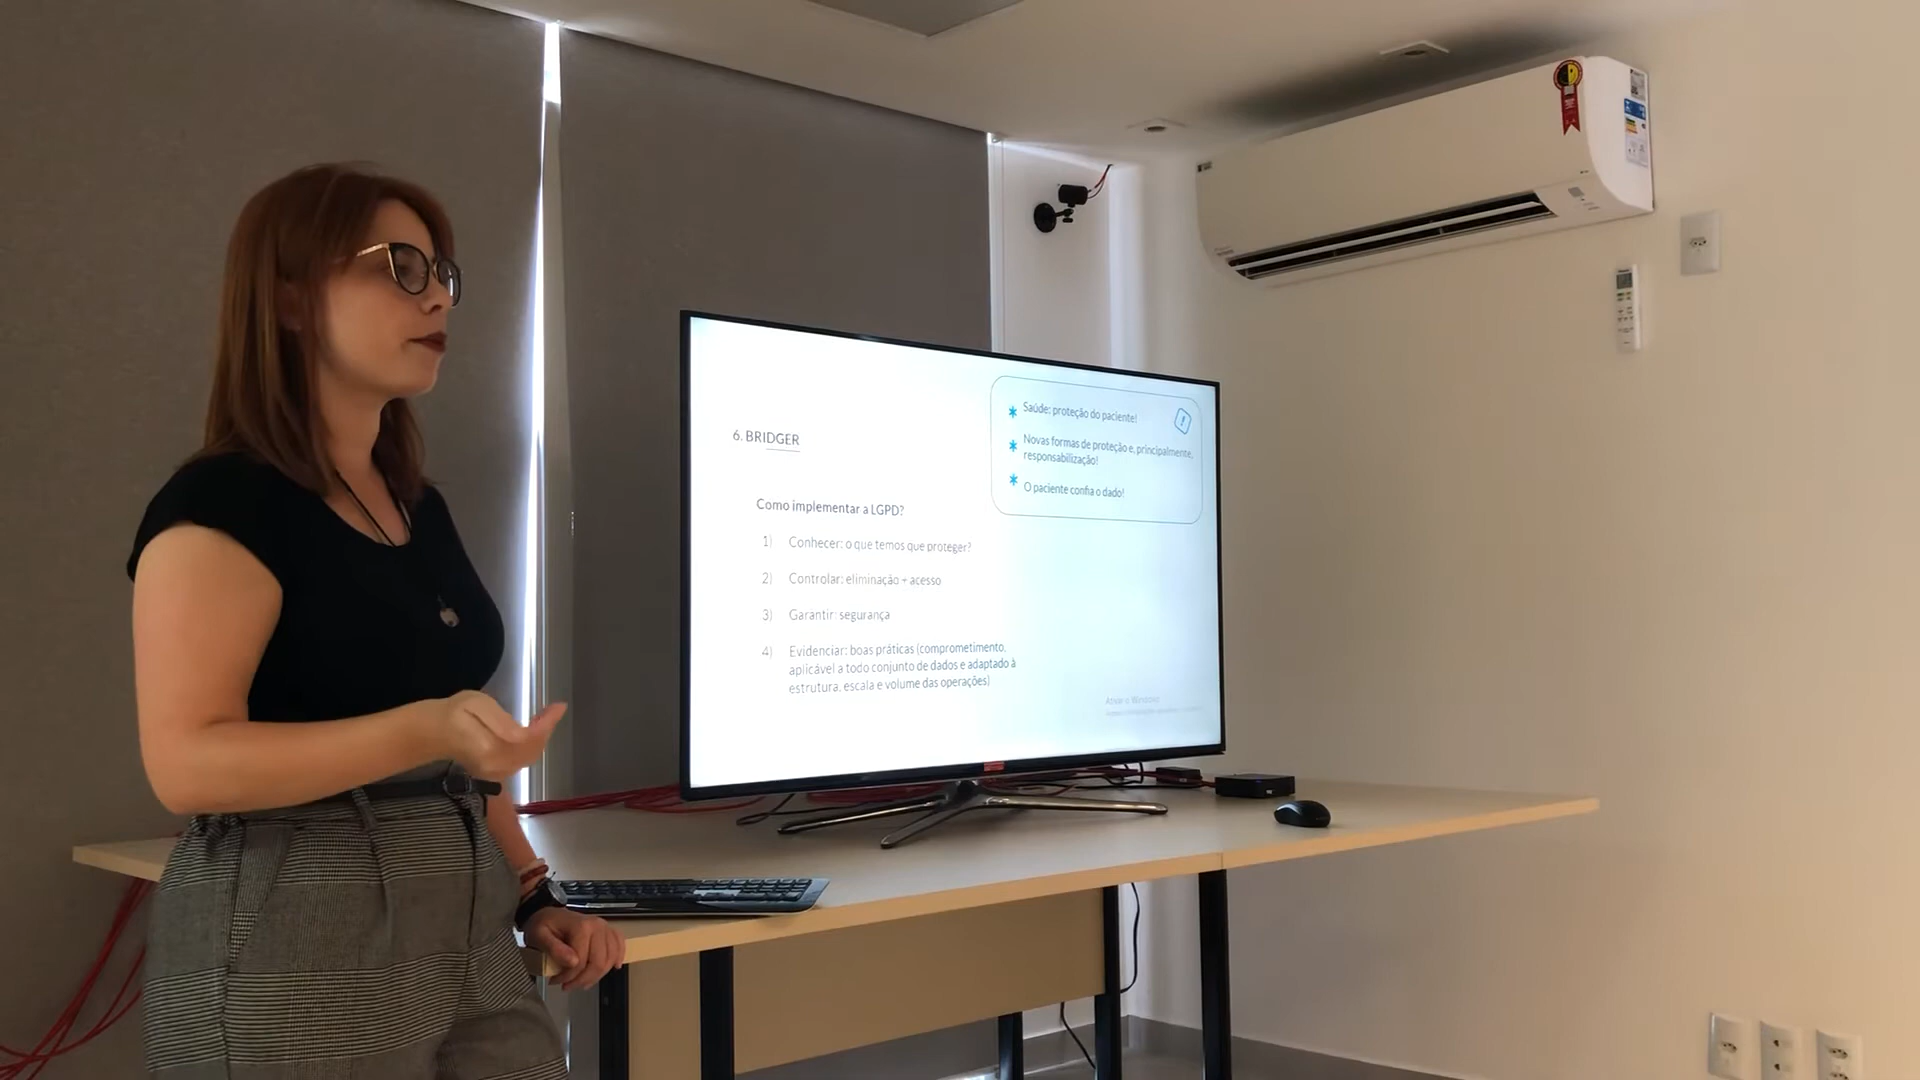 6. BRIDGER
Saúde: proteção do paciente!
Novas formas de proteção e, principalmente,
responsabilização!
O paciente confia o dado!
Como implementar a LGPD?
1) Conhecer: o que temos que proteger?
2) Controlar: eliminação + acesso
3) Garantir: segurança
4) Evidenciar: boas práticas (comprometimento,
aplicável a todo conjunto de dados e adaptado à
estrutura, escala e volume das operações)
Ativar o Windows